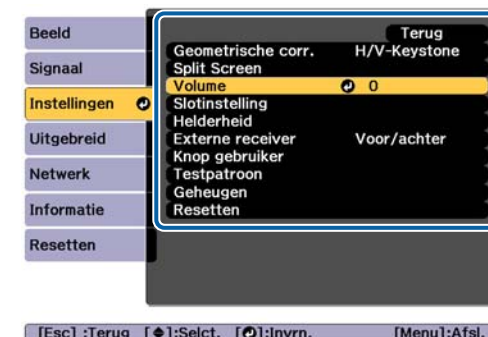 Beeld
Signaal
Instellingen
Uitgebreid
Netwerk
Informatie
Resetten
Terug
Geometrische corr. H/V-Keystone
Split Screen
Volume 0
Slotinstelling
Helderheid
Externe receiver Voor/achter
Knop gebruiker
Testpatroon
Geheugen
Resetten
[Esc] :Terug [◆]:Selct. [↵]:Invrn. [Menu]:Afsl.